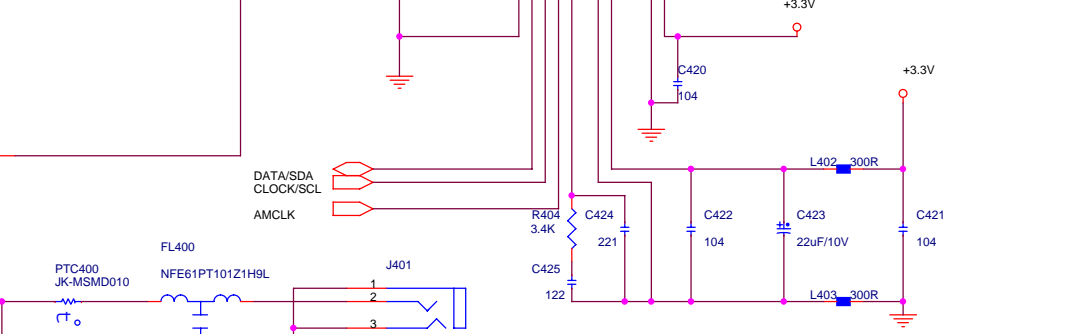 +3.3V
C420
104
+3.3V
L402 300R
DATA/SDA
CLOCK/SCL
AMCLK
R404
3.4K
C424
221
C422
104
C423
22uF/10V
C421
104
FL400
NFE61PT101Z1H9L
PTC400
JK-MSMD010
J401
1
2
3
C425
122
L403 300R